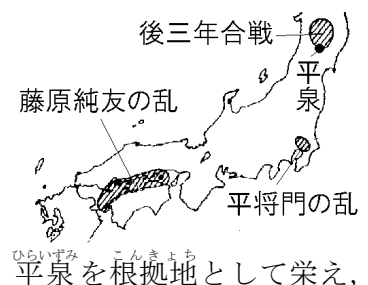 後三年合戦
平泉
藤原純友の乱
平将門の乱
ひらいずみ こんきょち
平泉を根拠地として栄え,